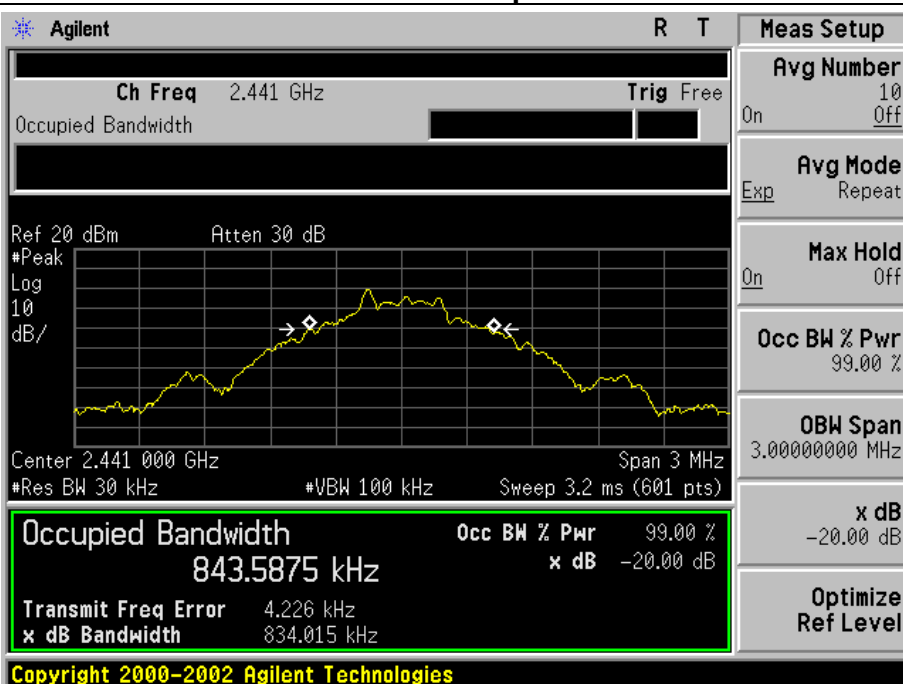 Agilent R T
Ch Freq 2.441 GHz Trig Free
Occupied Bandwidth
Ref 20 dBm Atten 30 dB
#Peak
Log
10
dB/
Center 2.441 000 GHz Span 3 MHz
#Res BW 30 kHz #VBW 100 kHz Sweep 3.2 ms (601 pts)
Occupied Bandwidth Occ BW % Pwr 99.00 %
843.5875 kHz x dB -20.00 dB
Transmit Freq Error 4.226 kHz
x dB Bandwidth 834.015 kHz
Copyright 2000-2002 Agilent Technologies
Meas Setup
Avg Number
10
On Off
Avg Mode
Exp Repeat
Max Hold
On Off
Occ BW % Pwr
99.00 %
OBW Span
3.00000000 MHz
x dB
-20.00 dB
Optimize
Ref Level